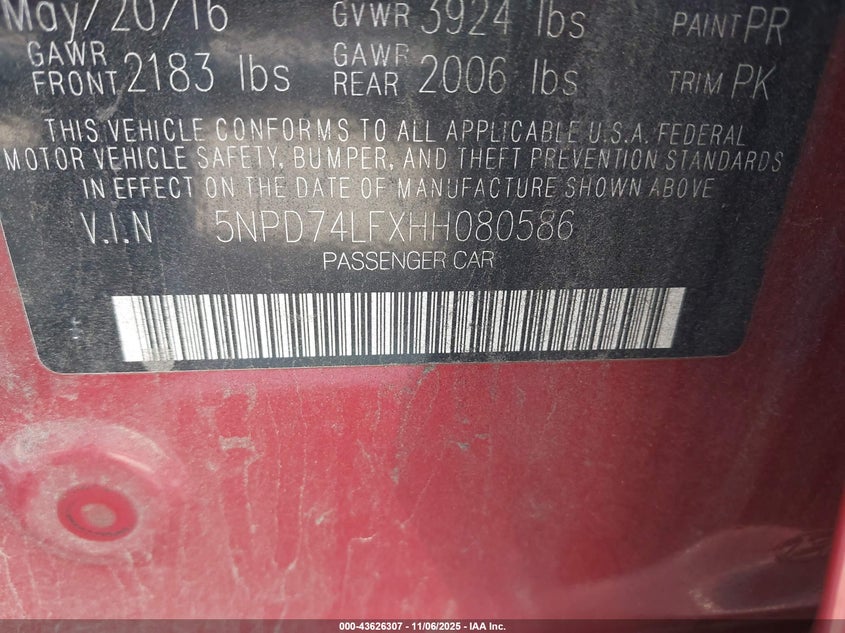 May/20/16 GVWR 3924 lbs PAINT PR
GAWR FRONT 2183 lbs GAWR REAR 2006 lbs TRIM PK
THIS VEHICLE CONFORMS TO ALL APPLICABLE U.S.A. FEDERAL
MOTOR VEHICLE SAFETY, BUMPER, AND THEFT PREVENTION STANDARDS
IN EFFECT ON THE DATE OF MANUFACTURE SHOWN ABOVE.
V.I.N 5NPD74LFXHH080586
PASSENGER CAR
000-43626307 - 11/06/2025 - IAA Inc.